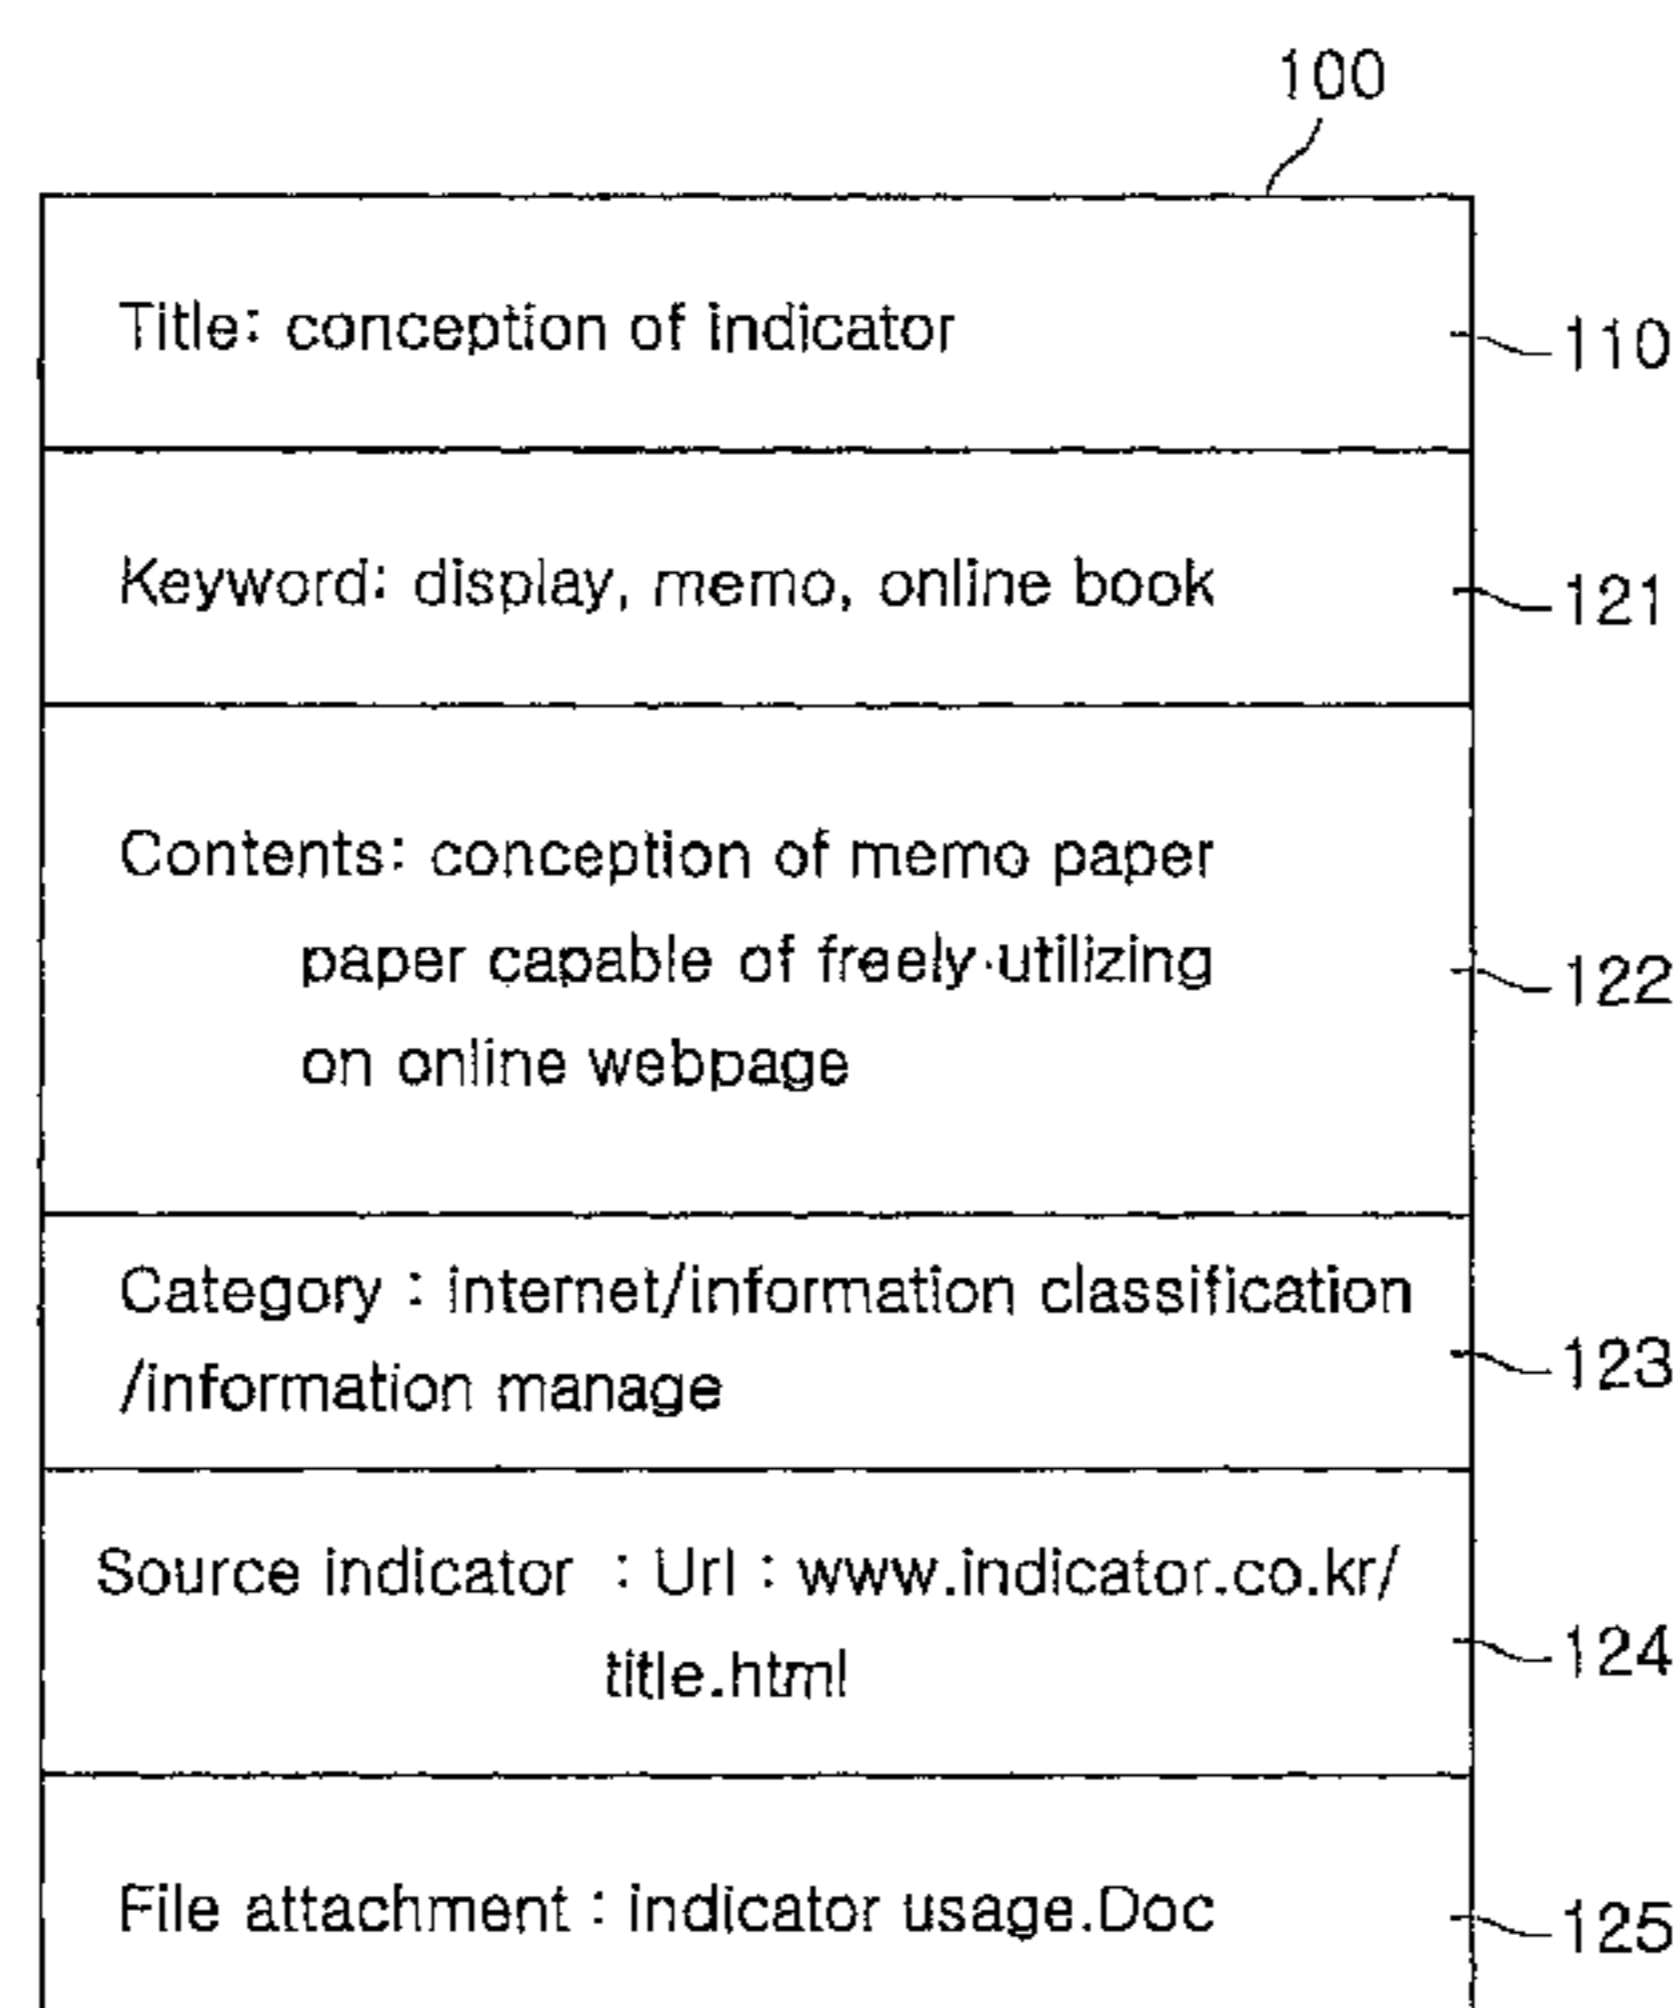 100
Title: conception of indicator
110
Keyword: display, memo, online book
121
Contents: conception of memo paper
paper capable of freely utilizing
122
on online webpage
Category : internet/information classification
/information manage
123
Source indicator : Url : www.indicator.co.kr/
title.html
124
File attachment : indicator usage.Doc
125